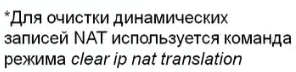 *Для очистки динамических
записей NAT используется команда
режима clear ip nat translation